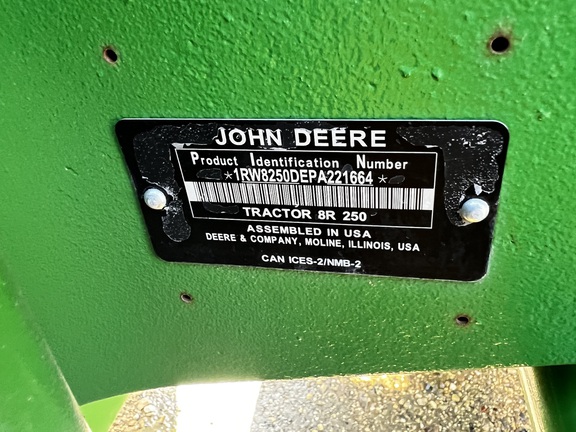 JOHN DEERE
Product Identification Number
*1RW8250DEPA221664*
TRACTOR 8R 250
ASSEMBLED IN USA
DEERE & COMPANY, MOLINE, ILLINOIS, USA
CAN ICES-2/NMB-2